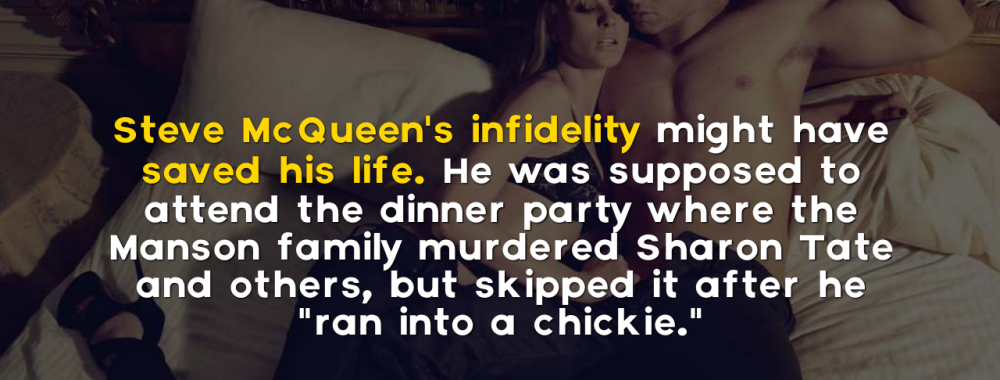 Steve McQueen's infidelity might have
saved his life. He was supposed to
attend the dinner party where the
Manson family murdered Sharon Tate
and others, but skipped it after he
"ran into a chickie."